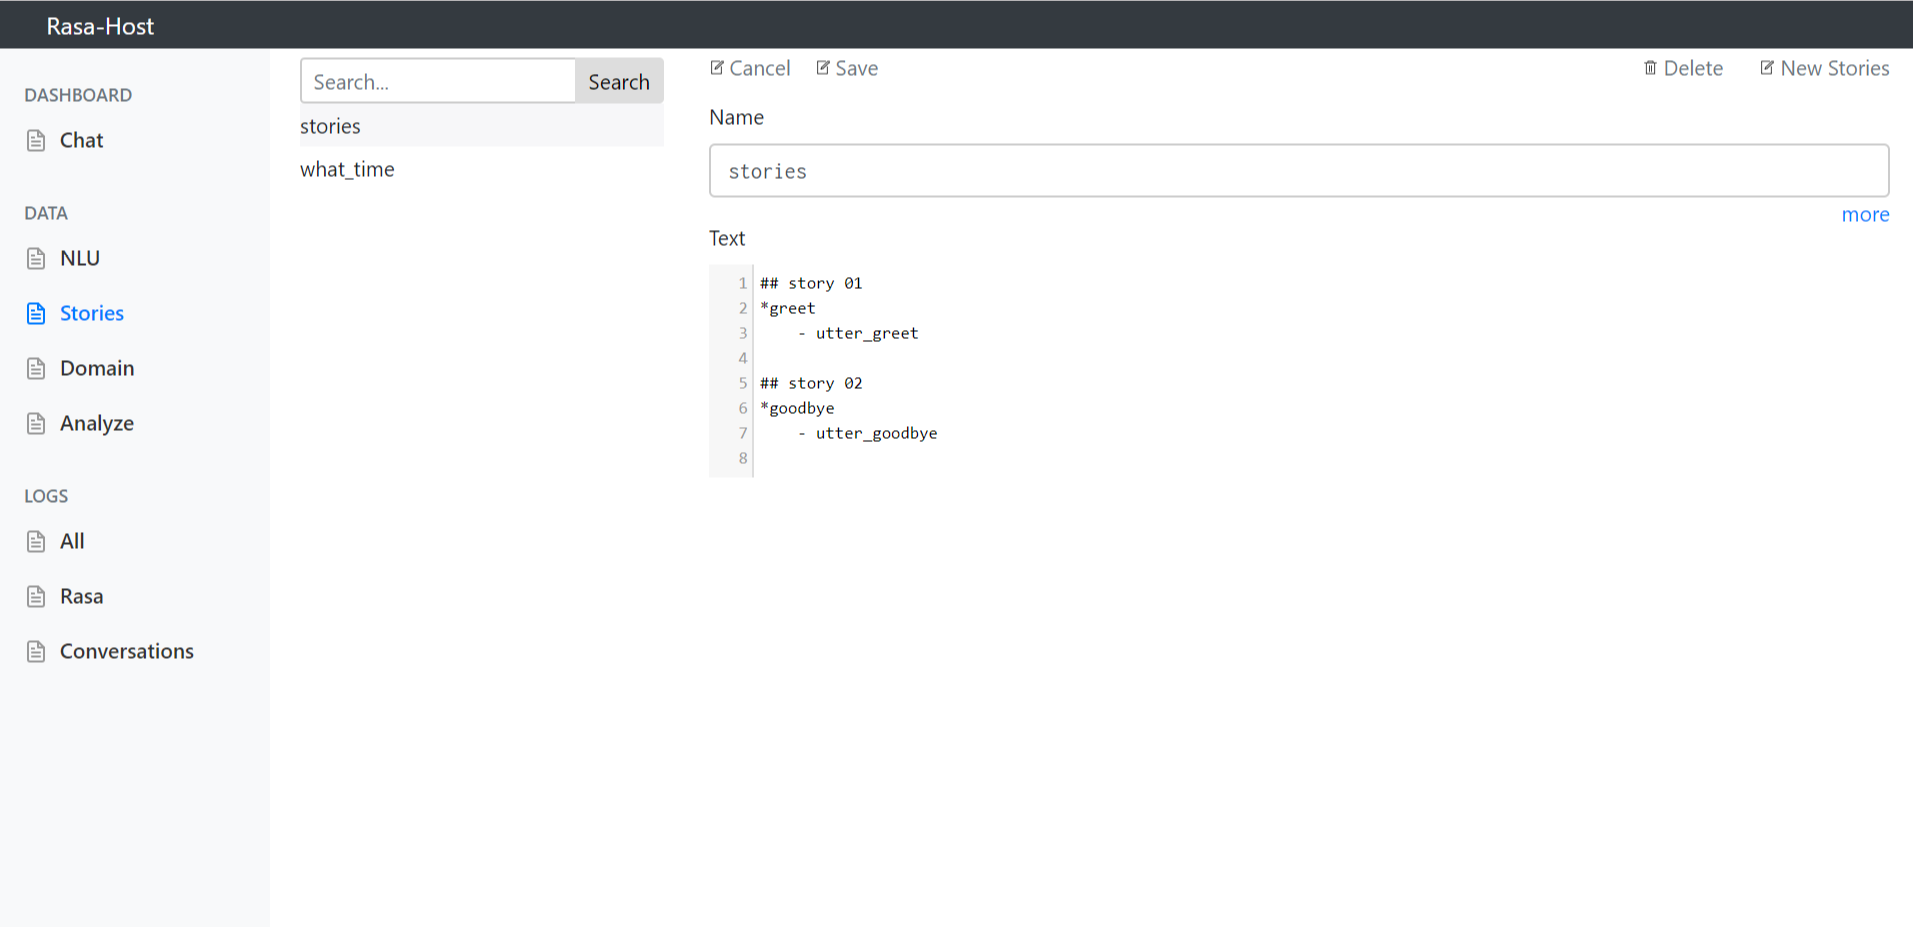 Rasa-Host
DASHBOARD
Chat
DATA
NLU
Stories
Domain
Analyze
LOGS
All
Rasa
Conversations
Search... Search
stories
what_time
Cancel Save Delete New Stories
Name
stories
more
Text
1 ## story 01
2 *greet
3     - utter_greet
4
5 ## story 02
6 *goodbye
7     - utter_goodbye
8